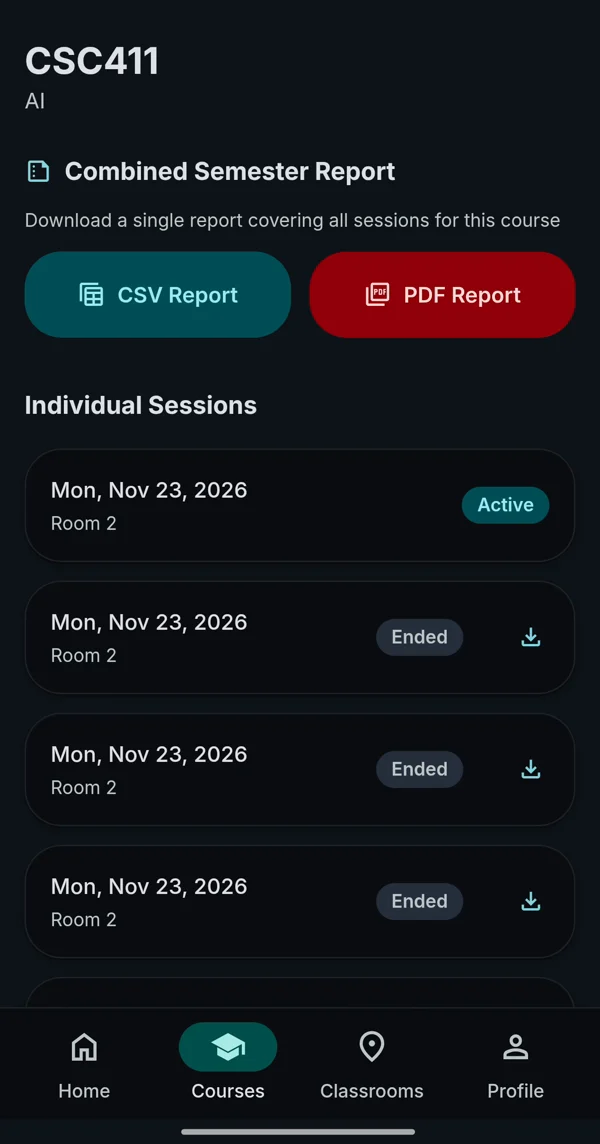 CSC411
AI
Combined Semester Report
Download a single report covering all sessions for this course
CSV Report
PDF
PDF Report
Individual Sessions
Mon, Nov 23, 2026
Room 2
Active
Mon, Nov 23, 2026
Room 2
Ended
Mon, Nov 23, 2026
Room 2
Ended
Mon, Nov 23, 2026
Room 2
Ended
Home
Courses
Classrooms
Profile